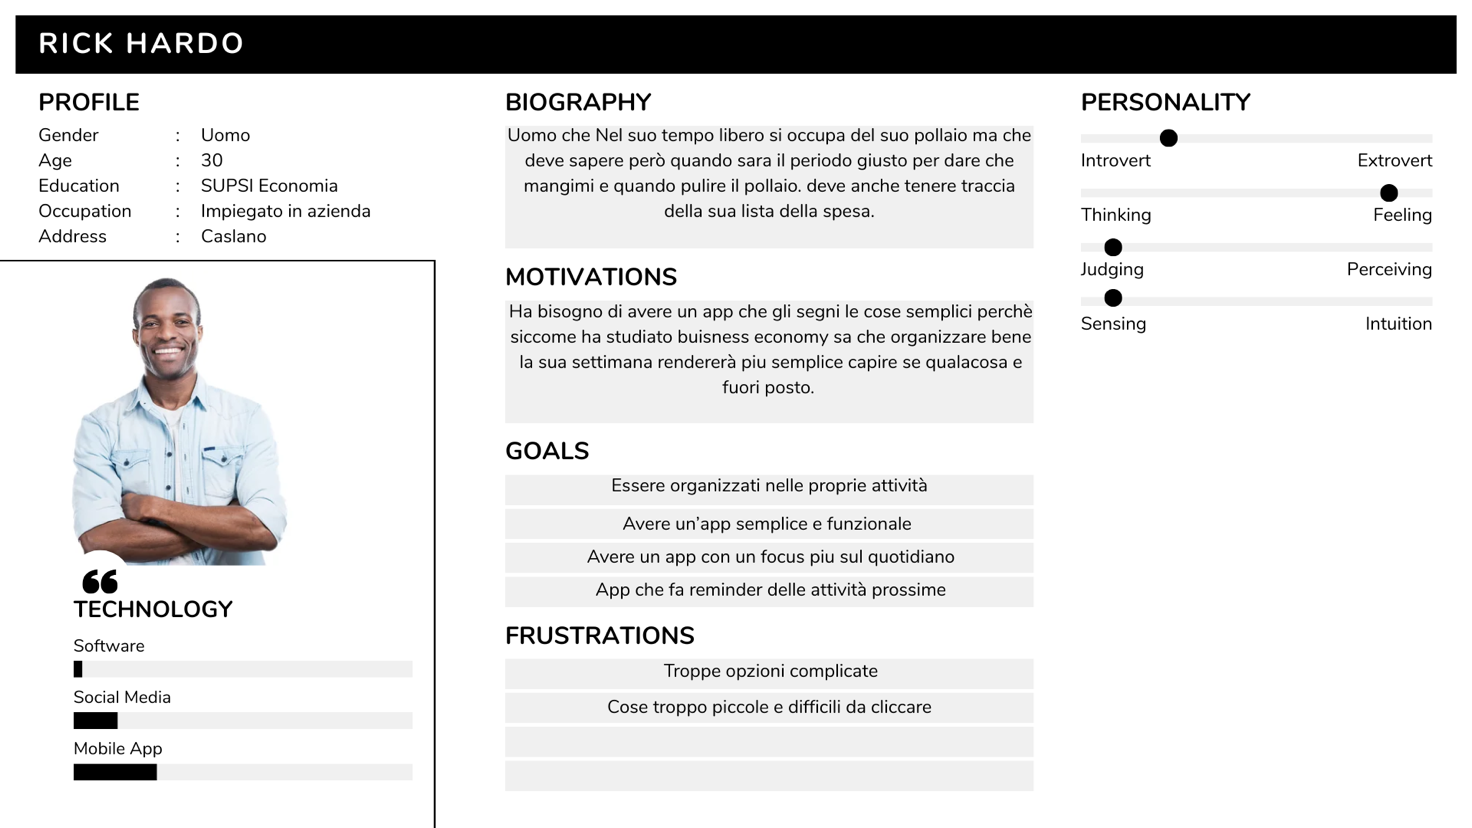 RICK HARDO
PROFILE
Gender : Uomo
Age : 30
Education : SUPSI Economia
Occupation : Impiegato in azienda
Address : Caslano
TECHNOLOGY
Software
Social Media
Mobile App
BIOGRAPHY
Uomo che Nel suo tempo libero si occupa del suo pollaio ma che
deve sapere però quando sara il periodo giusto per dare che
mangimi e quando pulire il pollaio. deve anche tenere traccia
della sua lista della spesa.
MOTIVATIONS
Ha bisogno di avere un app che gli segni le cose semplici perchè
siccome ha studiato buisness economy sa che organizzare bene
la sua settimana rendererà piu semplice capire se qualacosa e
fuori posto.
GOALS
Essere organizzati nelle proprie attività
Avere un’app semplice e funzionale
Avere un app con un focus piu sul quotidiano
App che fa reminder delle attività prossime
FRUSTRATIONS
Troppe opzioni complicate
Cose troppo piccole e difficili da cliccare
PERSONALITY
Introvert Extrovert
Thinking Feeling
Judging Perceiving
Sensing Intuition